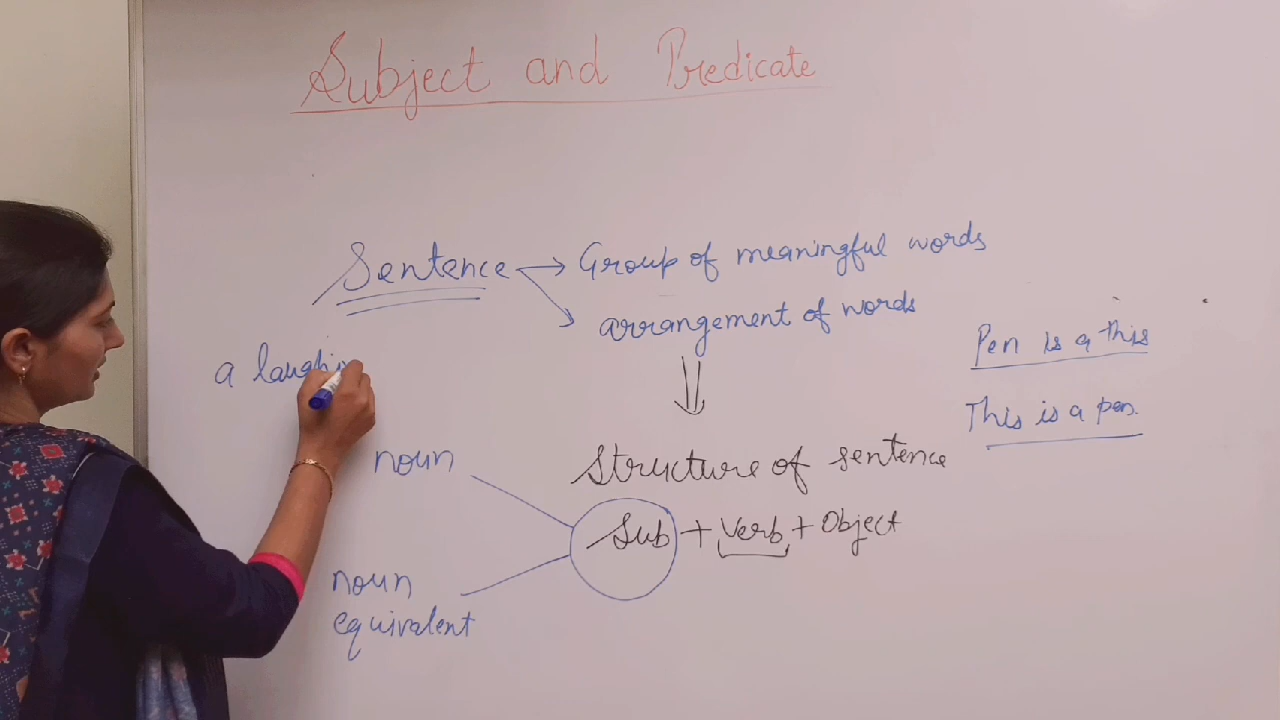 Subject and Predicate
Sentence → Group of meaningful words
arrangement of words
Pen is a this
This is a pen.
a
noun
Structure of sentence
Sub + Verb + Object
noun
equivalent